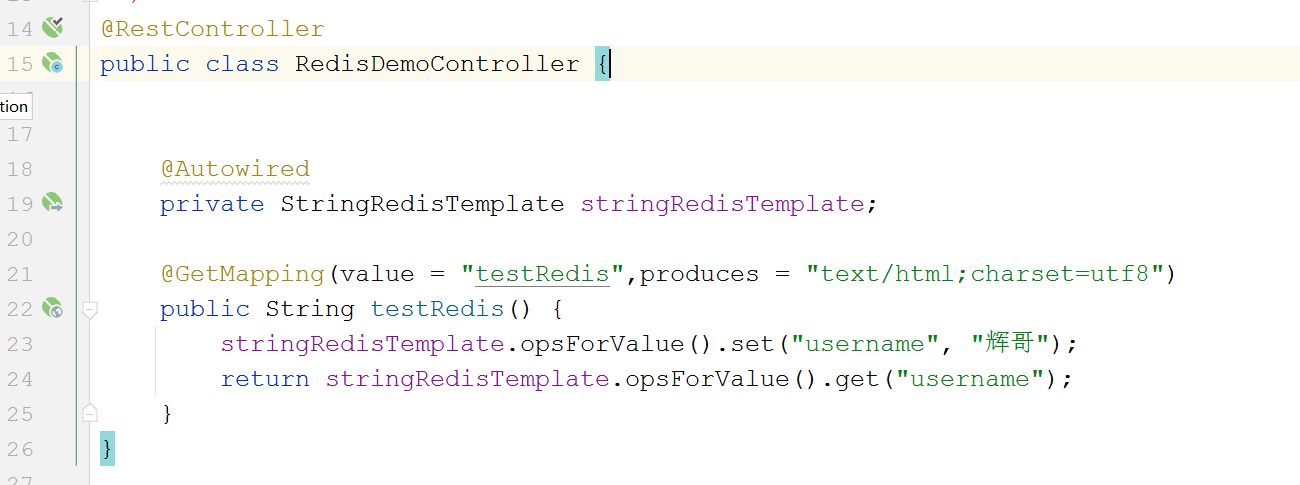 14 @RestController
15 public class RedisDemoController {
tion
17
18 @Autowired
19 private StringRedisTemplate stringRedisTemplate;
20
21 @GetMapping(value = "testRedis",produces = "text/html;charset=utf8")
22 public String testRedis() {
23 stringRedisTemplate.opsForValue().set("username", "辉哥");
24 return stringRedisTemplate.opsForValue().get("username");
25 }
26 }
27